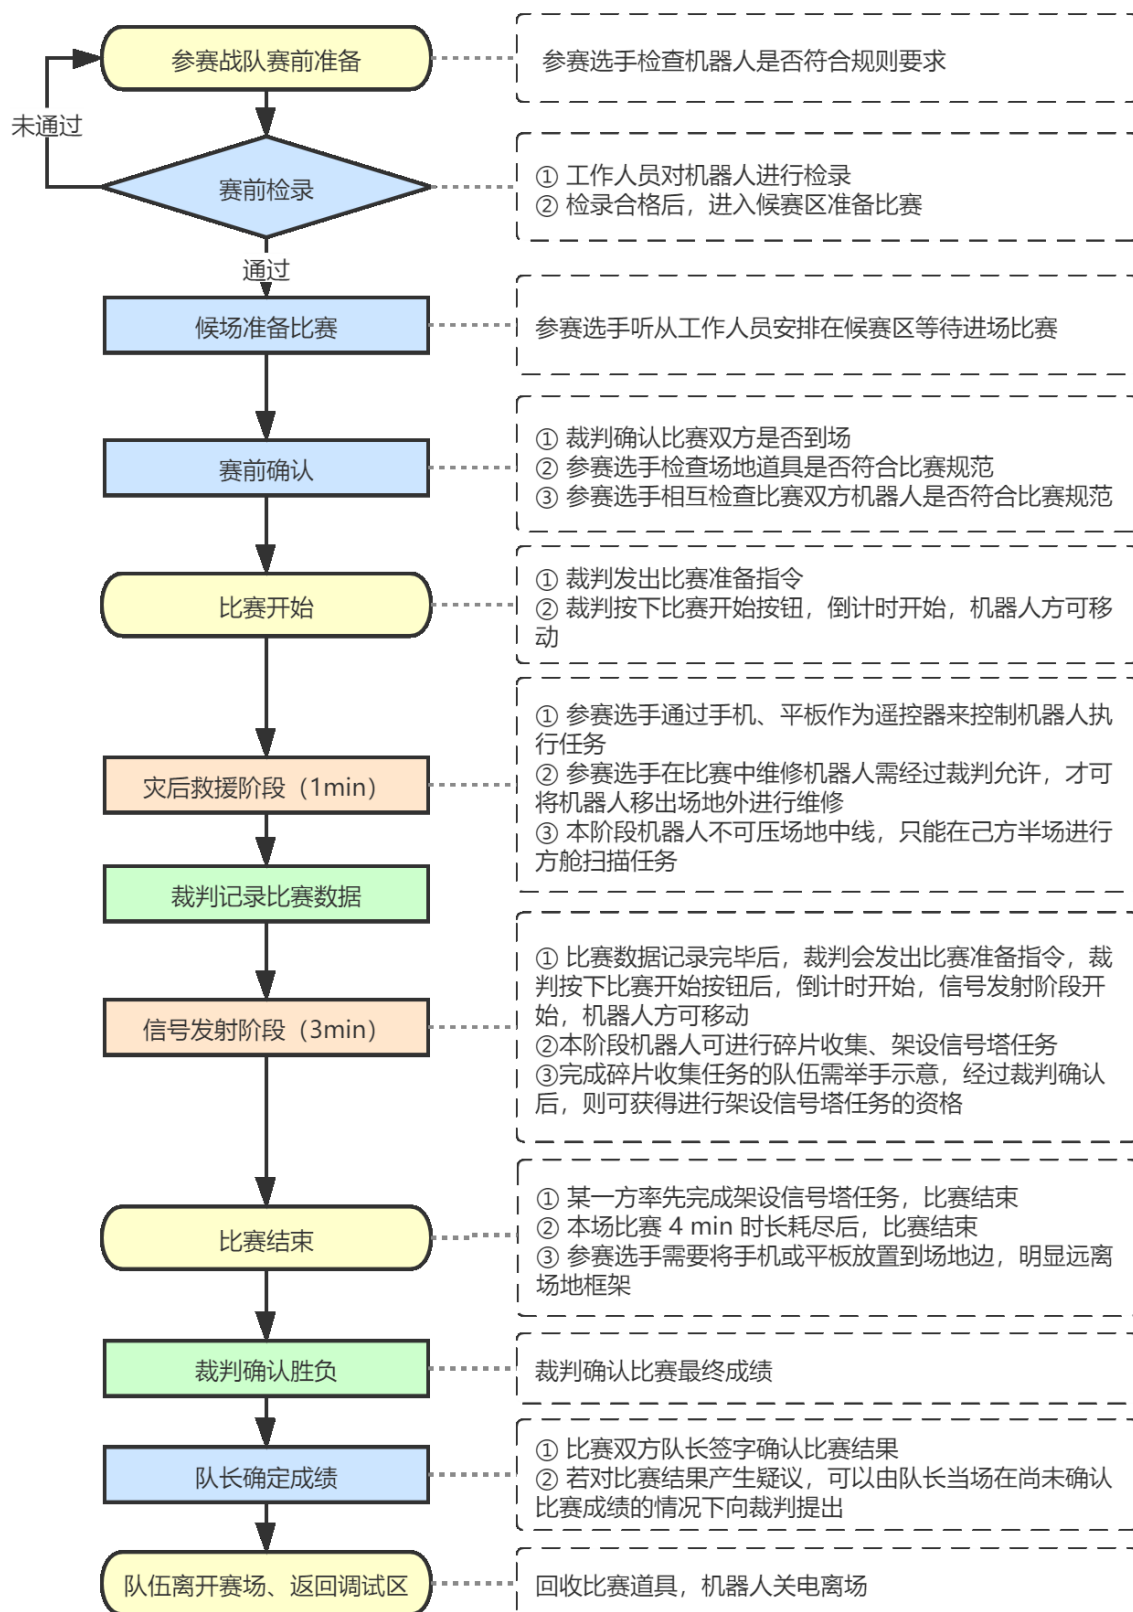 参赛战队赛前准备
参赛选手检查机器人是否符合规则要求
未通过
赛前检录
① 工作人员对机器人进行检录
② 检录合格后，进入候赛区准备比赛
通过
候场准备比赛
参赛选手听从工作人员安排在候赛区等待进场比赛
赛前确认
① 裁判确认比赛双方是否到场
② 参赛选手检查场地道具是否符合比赛规范
③ 参赛选手相互检查比赛双方机器人是否符合比赛规范
比赛开始
① 裁判发出比赛准备指令
② 裁判按下比赛开始按钮，倒计时开始，机器人方可移
动
灾后救援阶段（1min）
① 参赛选手通过手机、平板作为遥控器来控制机器人执
行任务
② 参赛选手在比赛中维修机器人需经过裁判允许，才可
将机器人移出场地外进行维修
③ 本阶段机器人不可压场地中线，只能在己方半场进行
方舱扫描任务
裁判记录比赛数据
信号发射阶段（3min）
① 比赛数据记录完毕后，裁判会发出比赛准备指令，裁
判按下比赛开始按钮后，倒计时开始，信号发射阶段开
始，机器人方可移动
②本阶段机器人可进行碎片收集、架设信号塔任务
③完成碎片收集任务的队伍需举手示意，经过裁判确认
后，则可获得进行架设信号塔任务的资格
比赛结束
① 某一方率先完成架设信号塔任务，比赛结束
② 本场比赛 4 min 时长耗尽后，比赛结束
③ 参赛选手需要将手机或平板放置到场地边，明显远离
场地框架
裁判确认胜负
裁判确认比赛最终成绩
队长确定成绩
① 比赛双方队长签字确认比赛结果
② 若对比赛结果产生疑议，可以由队长当场在尚未确认
比赛成绩的情况下向裁判提出
队伍离开赛场、返回调试区
回收比赛道具，机器人关电离场